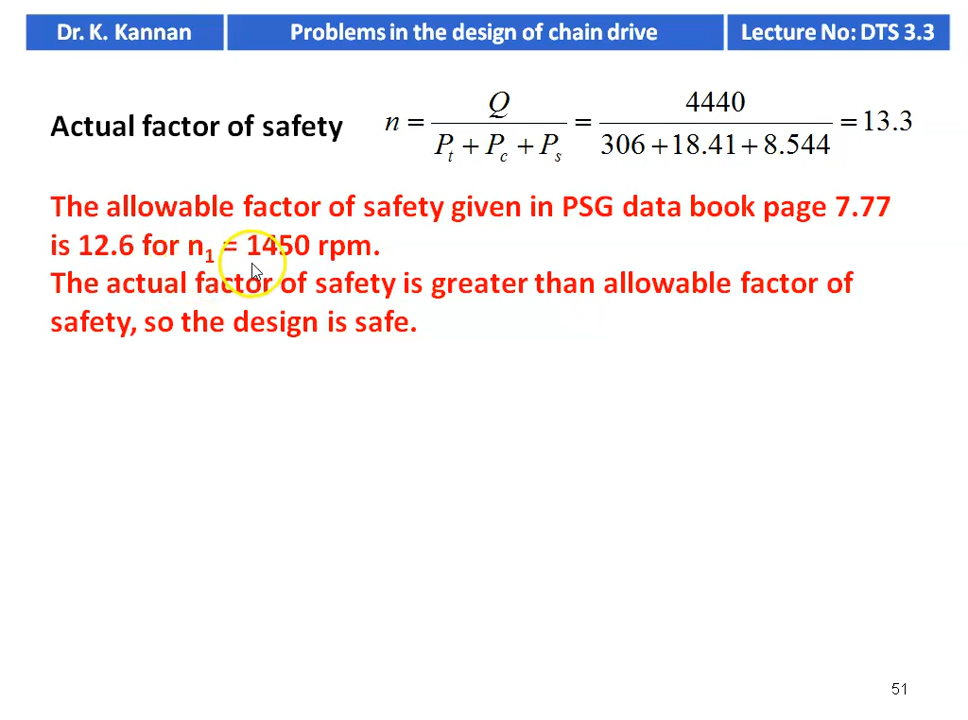 Dr. K. Kannan Problems in the design of chain drive Lecture No: DTS 3.3
Actual factor of safety n = Q / (Pt + Pc + Ps) = 4440 / (306 + 18.41 + 8.544) = 13.3
The allowable factor of safety given in PSG data book page 7.77
is 12.6 for n1 = 1450 rpm.
The actual factor of safety is greater than allowable factor of
safety, so the design is safe.
51